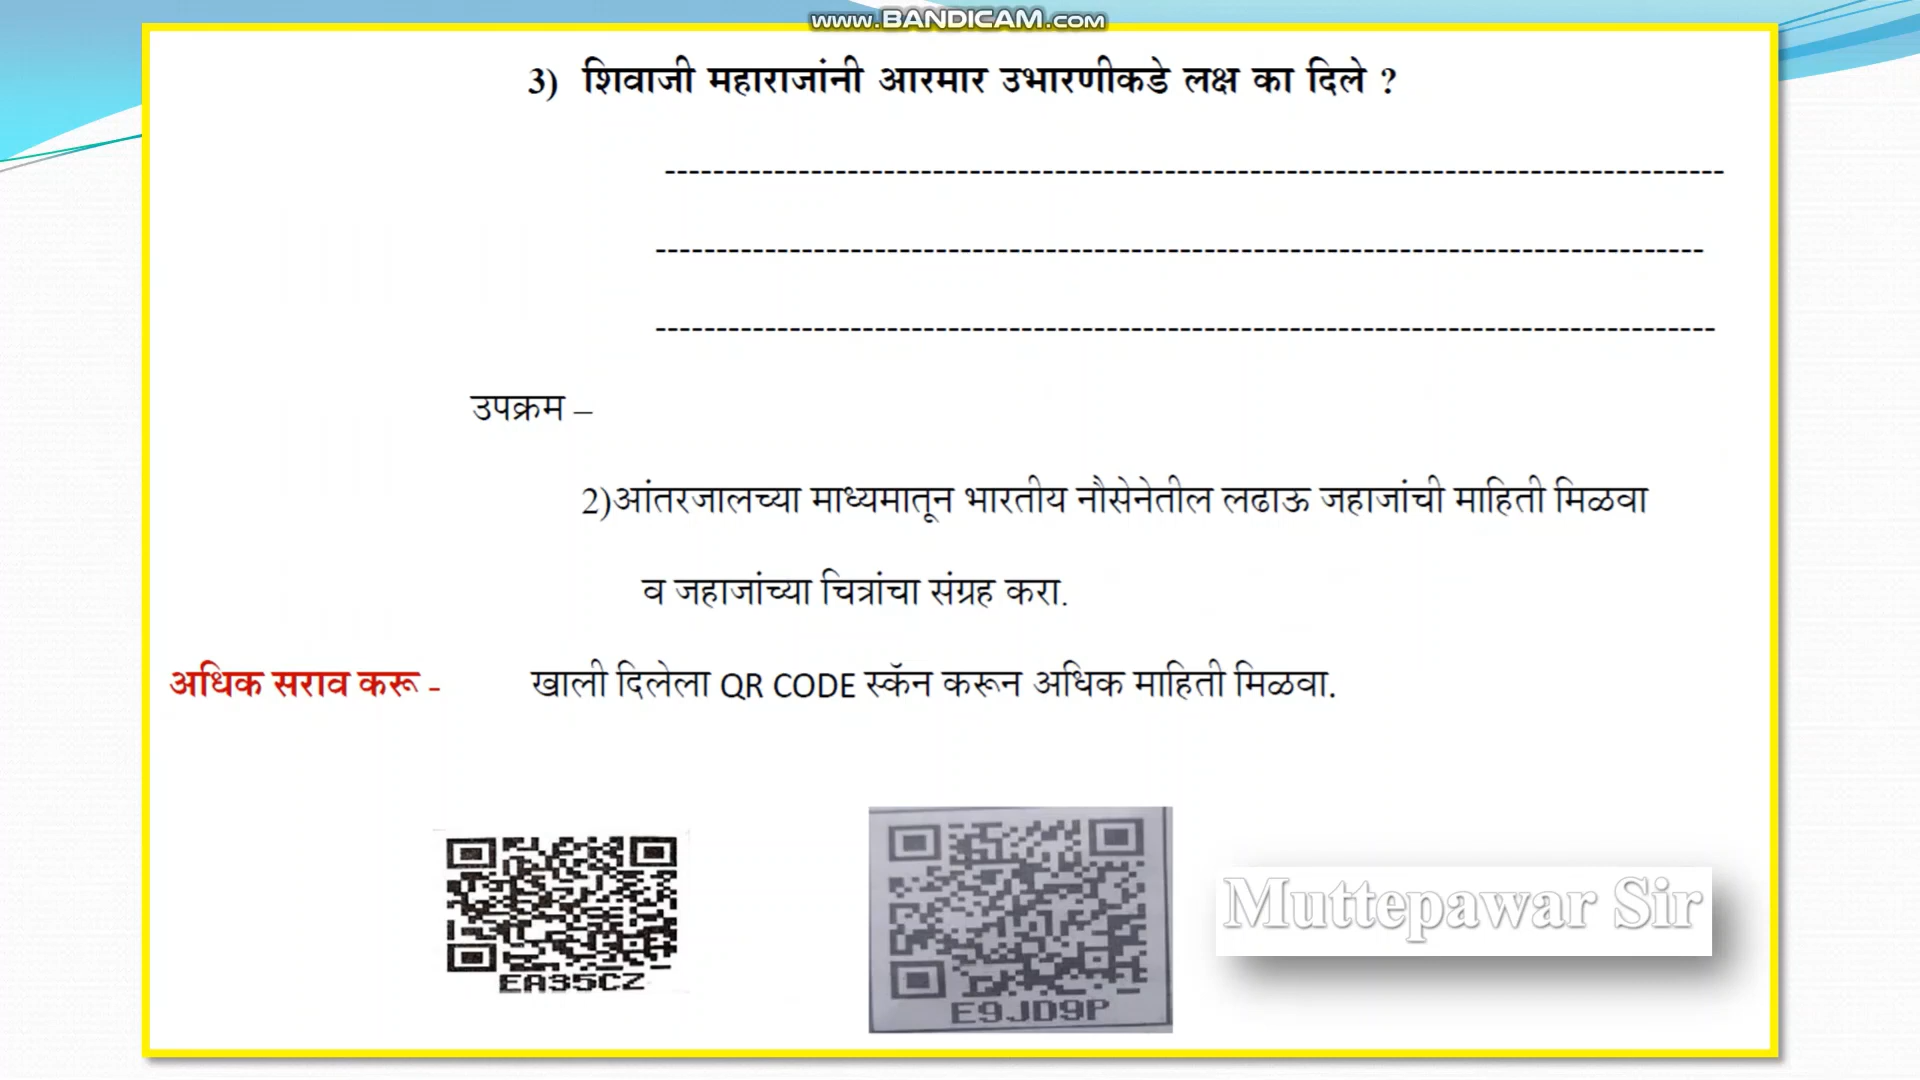 www.BANDICAM.com
3) शिवाजी महाराजांनी आरमार उभारणीकडे लक्ष का दिले ?
--------------------------------------------------------------------------------------
-------------------------------------------------------------------------------------
--------------------------------------------------------------------------------------
उपक्रम –
2)आंतरजालच्या माध्यमातून भारतीय नौसेनेतील लढाऊ जहाजांची माहिती मिळवा
व जहाजांच्या चित्रांचा संग्रह करा.
अधिक सराव करू - खाली दिलेला QR CODE स्कॅन करून अधिक माहिती मिळवा.
Muttepawar Sir
EA35CZ
E9JD9P